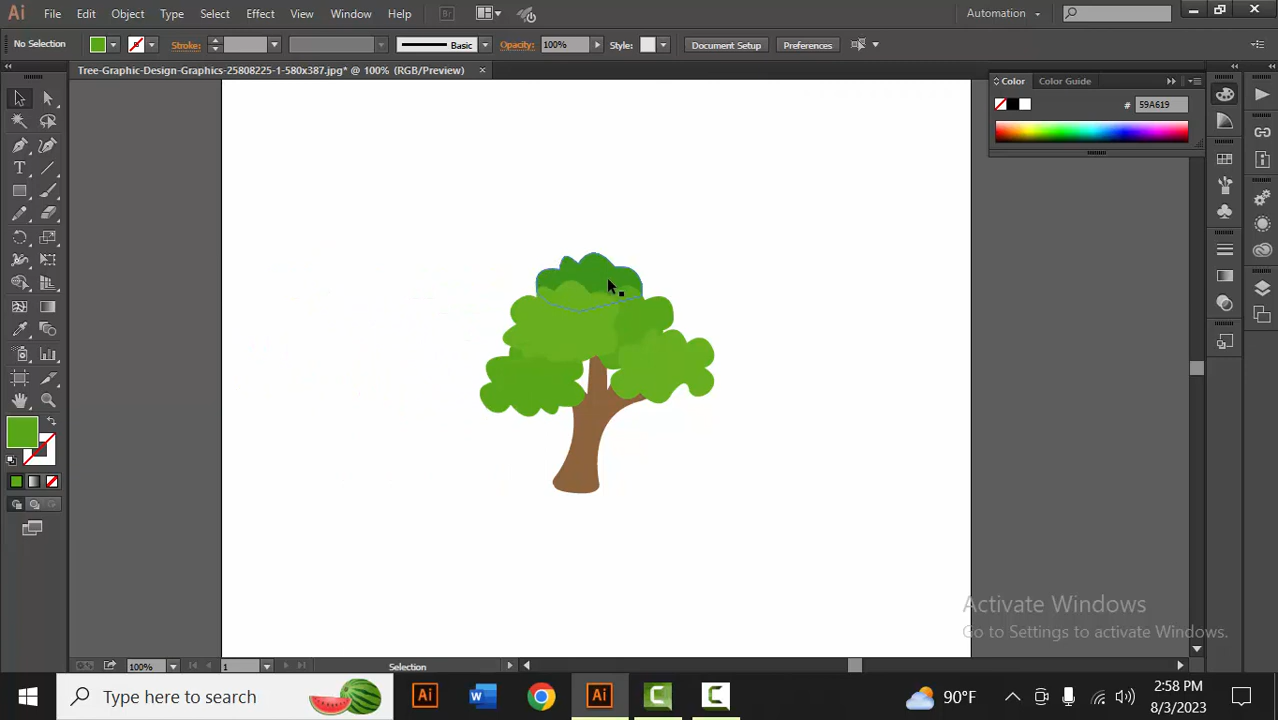 Ai File Edit Object Type Select Effect View Window Help Br Automation
No Selection Stroke: Basic Opacity: 100% Style: Document Setup Preferences
Tree-Graphic-Design-Graphics-25808225-1-580x387.jpg* @ 100% (RGB/Preview)
Color Color Guide
# 59A619
Activate Windows
Go to Settings to activate Windows.
100% 1 Selection
Type here to search Ai W Ai C C 90°F 2:58 PM
8/3/2023